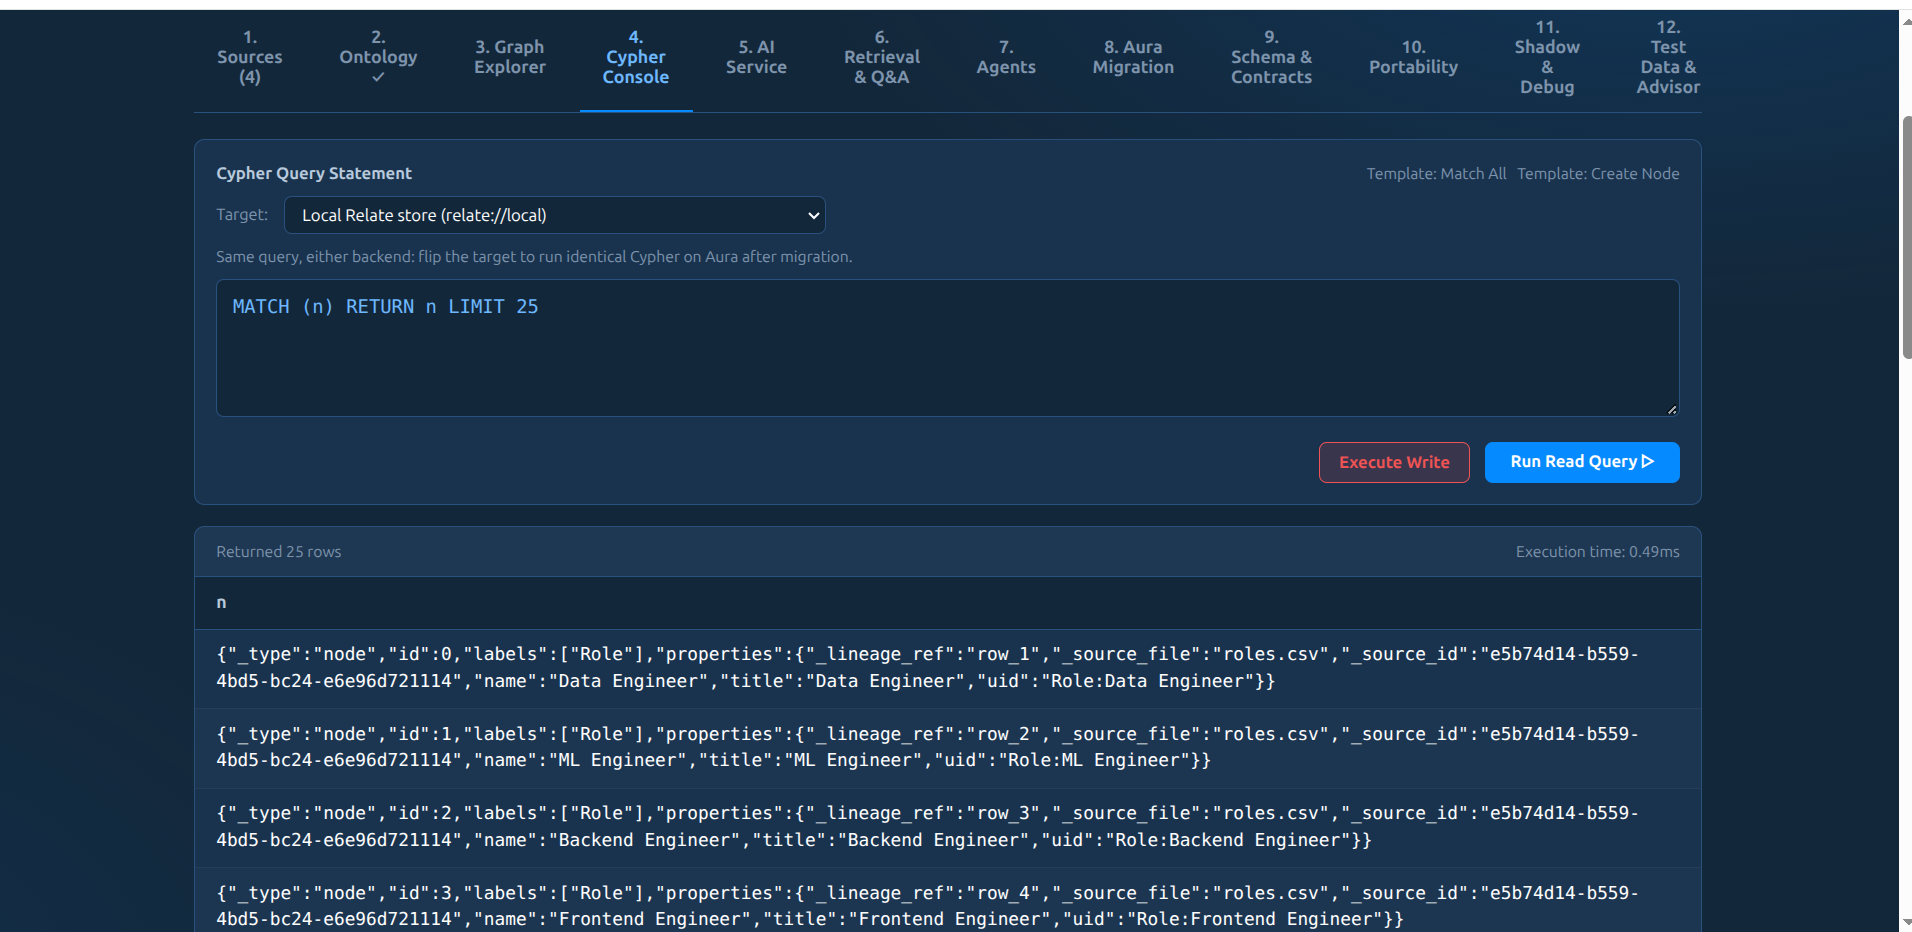 1.
Sources
(4)
2.
Ontology
✓
3. Graph
Explorer
4.
Cypher
Console
5. AI
Service
6.
Retrieval
& Q&A
7.
Agents
8. Aura
Migration
9.
Schema &
Contracts
10.
Portability
11.
Shadow
&
Debug
12.
Test
Data &
Advisor
Cypher Query Statement
Template: Match All Template: Create Node
Target: Local Relate store (relate://local)
Same query, either backend: flip the target to run identical Cypher on Aura after migration.
MATCH (n) RETURN n LIMIT 25
Execute Write
Run Read Query ▷
Returned 25 rows
Execution time: 0.49ms
n
{"_type":"node","id":0,"labels":["Role"],"properties":{"_lineage_ref":"row_1","_source_file":"roles.csv","_source_id":"e5b74d14-b559-
4bd5-bc24-e6e96d721114","name":"Data Engineer","title":"Data Engineer","uid":"Role:Data Engineer"}}
{"_type":"node","id":1,"labels":["Role"],"properties":{"_lineage_ref":"row_2","_source_file":"roles.csv","_source_id":"e5b74d14-b559-
4bd5-bc24-e6e96d721114","name":"ML Engineer","title":"ML Engineer","uid":"Role:ML Engineer"}}
{"_type":"node","id":2,"labels":["Role"],"properties":{"_lineage_ref":"row_3","_source_file":"roles.csv","_source_id":"e5b74d14-b559-
4bd5-bc24-e6e96d721114","name":"Backend Engineer","title":"Backend Engineer","uid":"Role:Backend Engineer"}}
{"_type":"node","id":3,"labels":["Role"],"properties":{"_lineage_ref":"row_4","_source_file":"roles.csv","_source_id":"e5b74d14-b559-
4bd5-bc24-e6e96d721114","name":"Frontend Engineer","title":"Frontend Engineer","uid":"Role:Frontend Engineer"}}